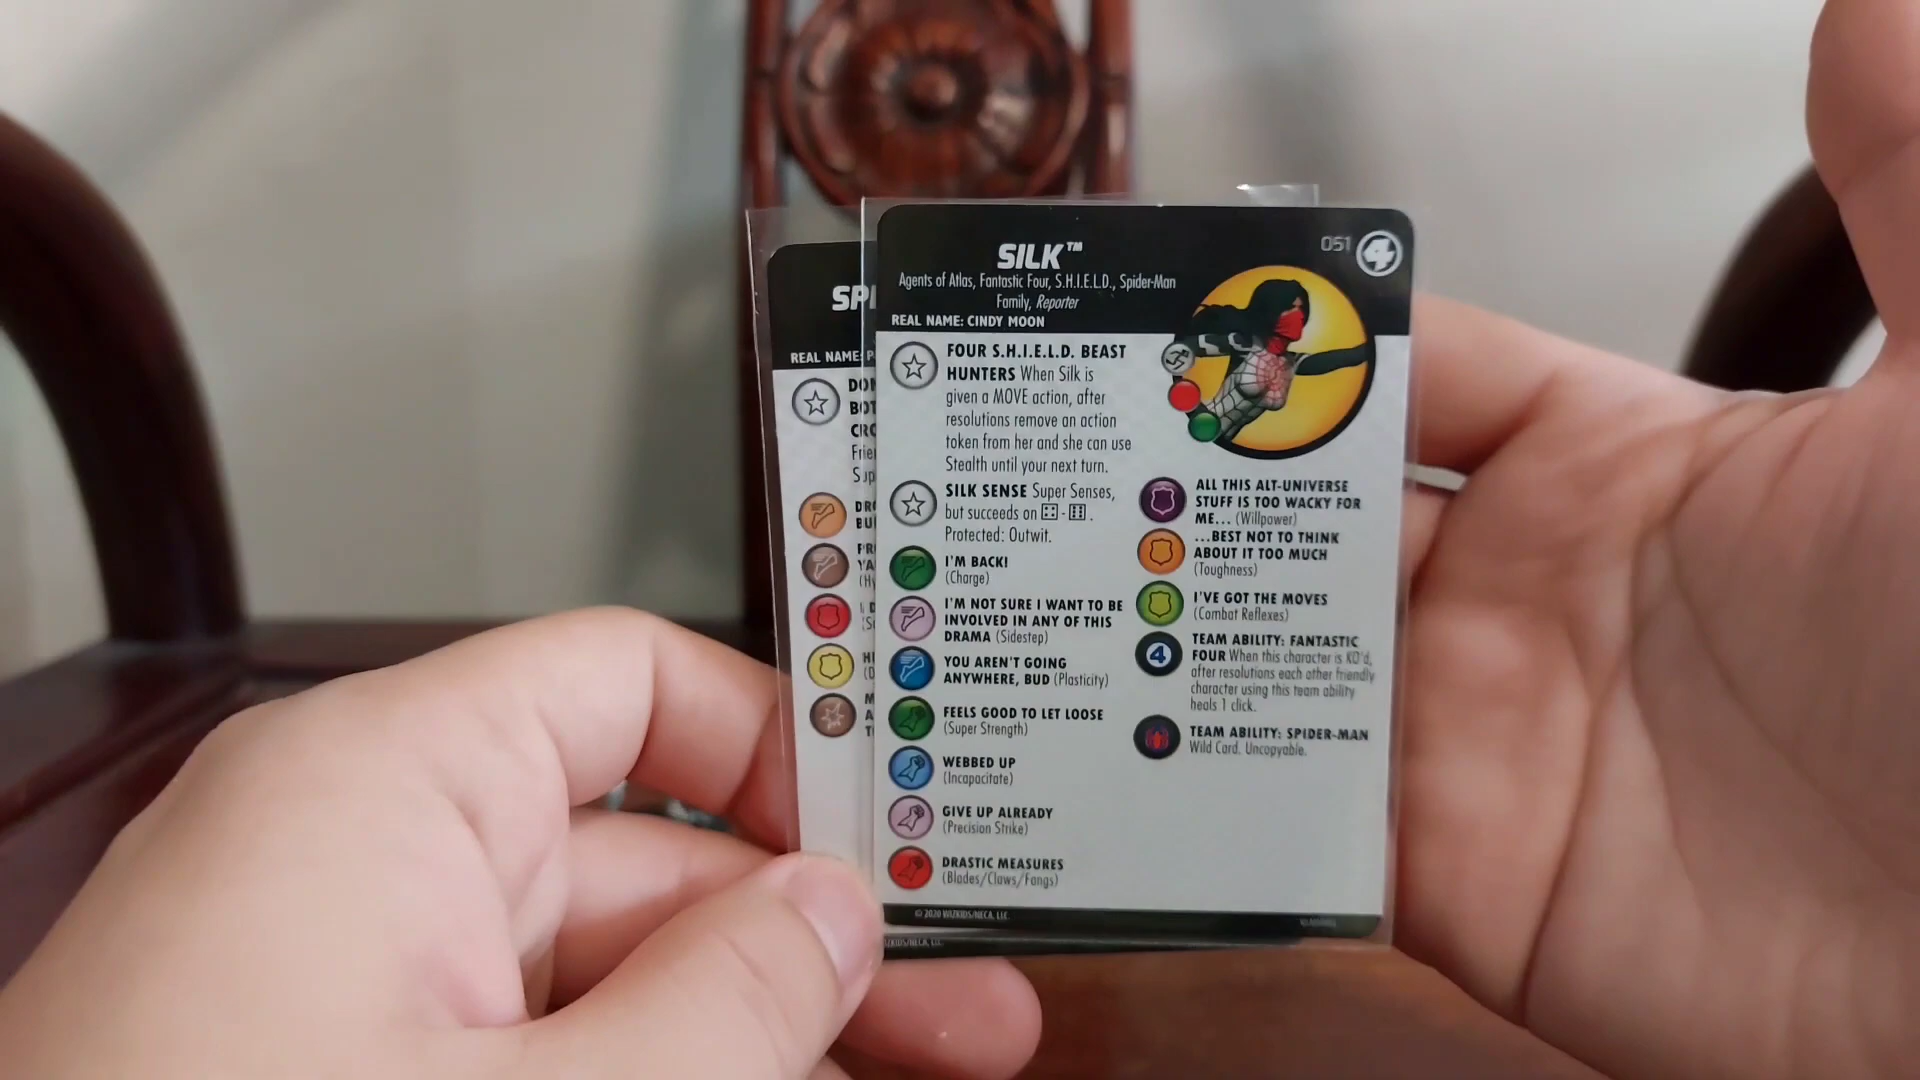 SILK™
051
Agents of Atlas, Fantastic Four, S.H.I.E.L.D., Spider-Man
Family, Reporter
REAL NAME: CINDY MOON
FOUR S.H.I.E.L.D. BEAST
HUNTERS When Silk is
given a MOVE action, after
resolutions remove an action
token from her and she can use
Stealth until your next turn.
SILK SENSE Super Senses,
but succeeds on ⚃ - ⚅.
Protected: Outwit.
I'M BACK!
(Charge)
I'M NOT SURE I WANT TO BE
INVOLVED IN ANY OF THIS
DRAMA (Sidestep)
YOU AREN'T GOING
ANYWHERE, BUD (Plasticity)
FEELS GOOD TO LET LOOSE
(Super Strength)
WEBBED UP
(Incapacitate)
GIVE UP ALREADY
(Precision Strike)
DRASTIC MEASURES
(Blades/Claws/Fangs)
ALL THIS ALT-UNIVERSE
STUFF IS TOO WACKY FOR
ME... (Willpower)
...BEST NOT TO THINK
ABOUT IT TOO MUCH
(Toughness)
I'VE GOT THE MOVES
(Combat Reflexes)
4
TEAM ABILITY: FANTASTIC
FOUR When this character is KO'd,
after resolutions each other friendly
character using this team ability
heals 1 click.
TEAM ABILITY: SPIDER-MAN
Wild Card. Uncopyable.
© 2020 WIZKIDS/NECA, LLC.
SPI
REAL NAME: P